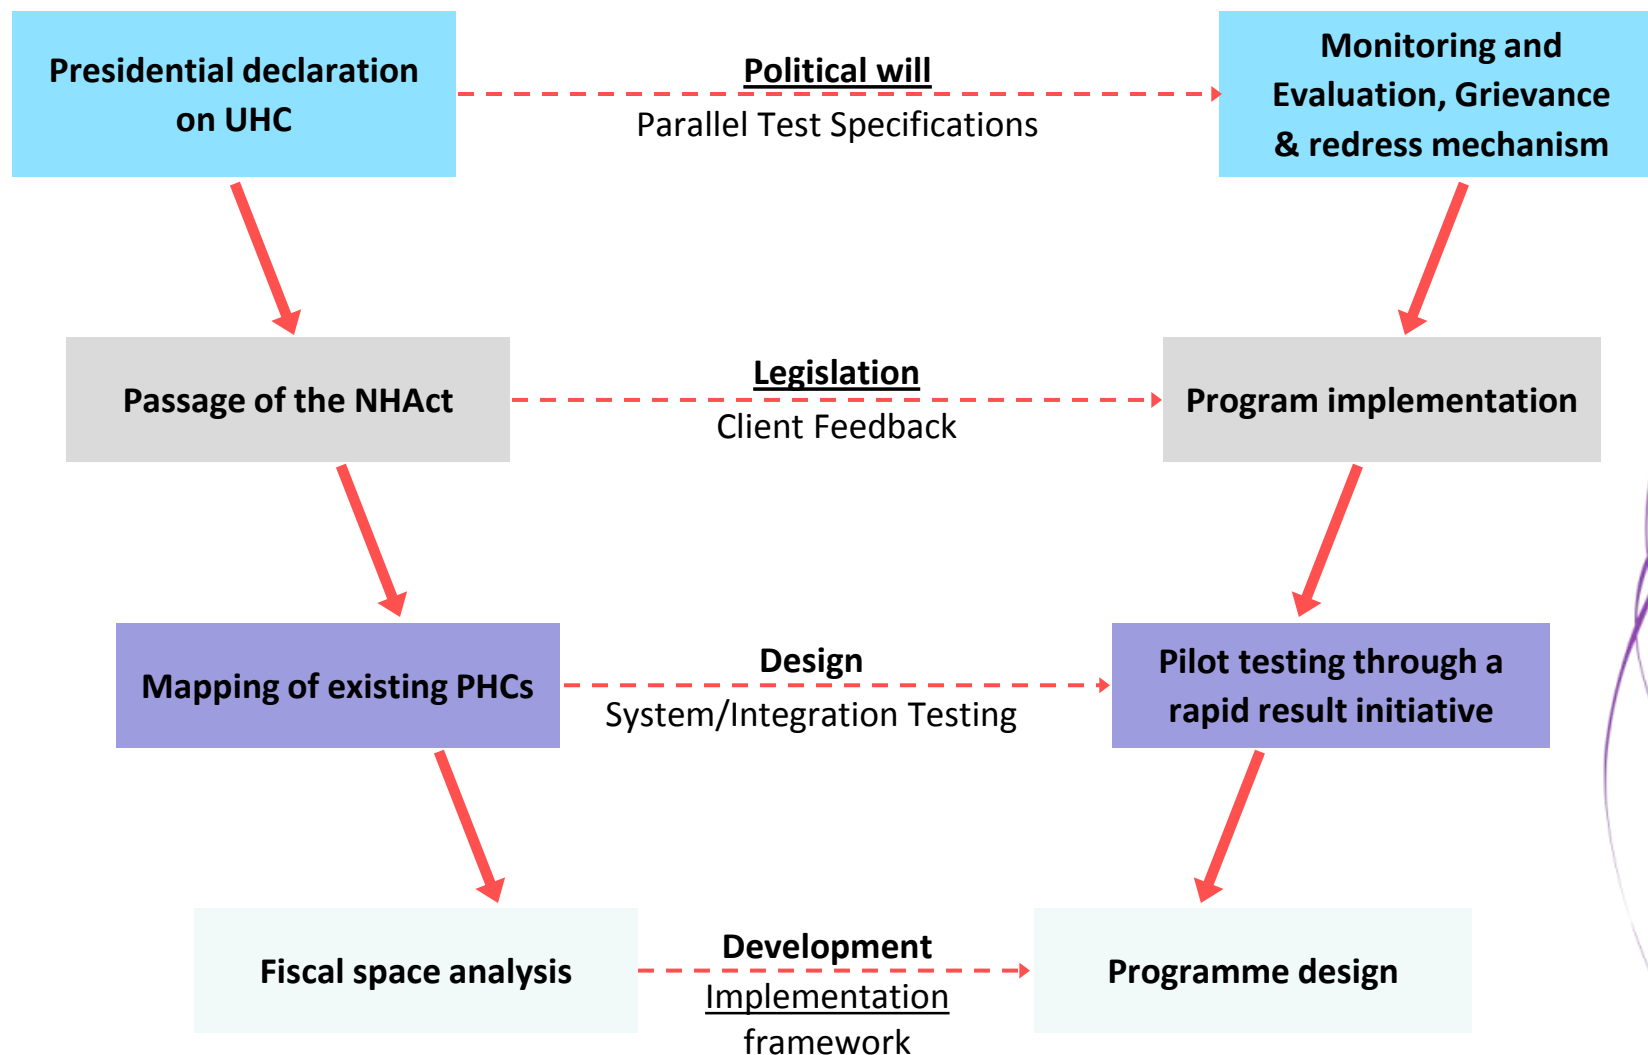 Presidential declaration
on UHC
Political will
Parallel Test Specifications
Monitoring and
Evaluation, Grievance
& redress mechanism
Passage of the NHAct
Legislation
Client Feedback
Program implementation
Mapping of existing PHCs
Design
System/Integration Testing
Pilot testing through a
rapid result initiative
Fiscal space analysis
Development
Implementation
framework
Programme design